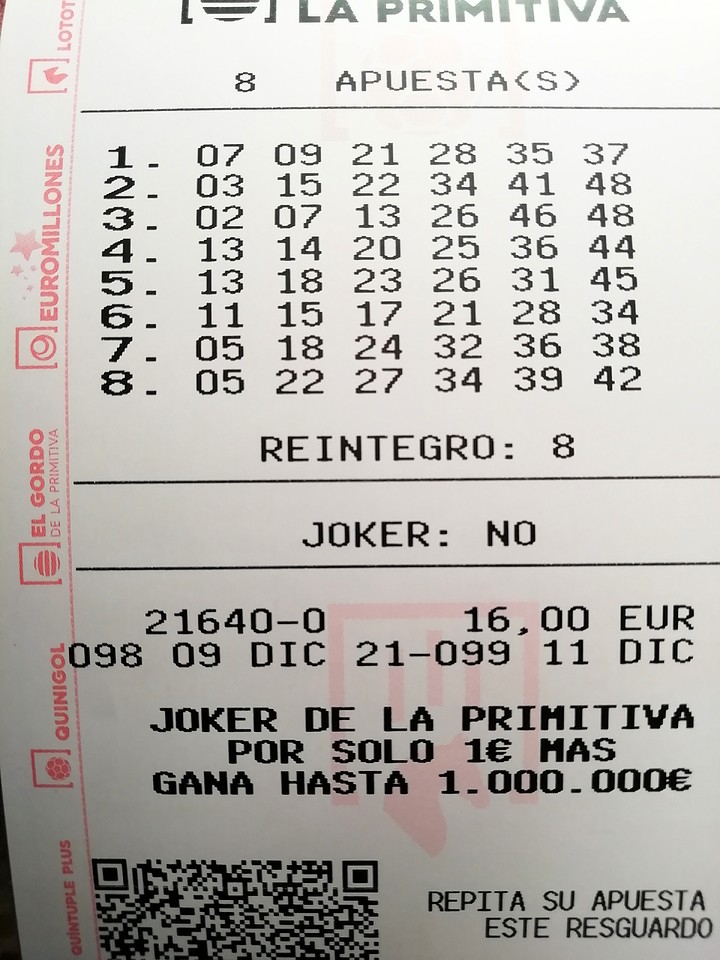 LA PRIMITIVA
8 APUESTA(S)
1. 07 09 21 28 35 37
2. 03 15 22 34 41 48
3. 02 07 13 26 46 48
4. 13 14 20 25 36 44
5. 13 18 23 26 31 45
6. 11 15 17 21 28 34
7. 05 18 24 32 36 38
8. 05 22 27 34 39 42
REINTEGRO: 8
JOKER: NO
21640-0 16,00 EUR
098 09 DIC 21-099 11 DIC
JOKER DE LA PRIMITIVA
POR SOLO 1€ MAS
GANA HASTA 1.000.000€
REPITA SU APUESTA
ESTE RESGUARDO
LOTOT
EUROMILLONES
EL GORDO
DE LA PRIMITIVA
QUINIGOL
QUÍNTUPLE PLUS